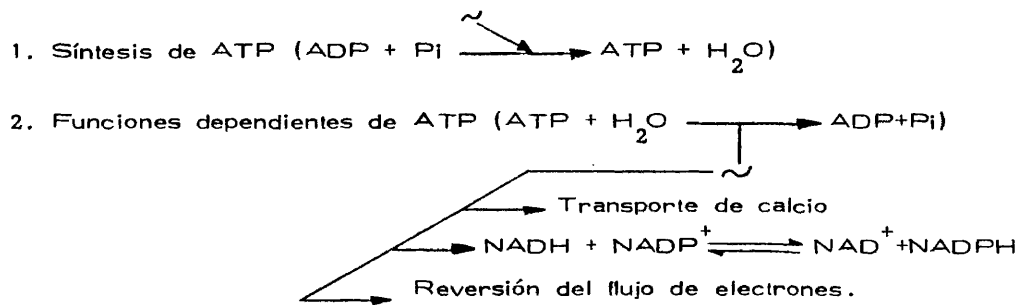 ~
1. Síntesis de ATP (ADP + Pi ⟶ ATP + H₂O)
2. Funciones dependientes de ATP (ATP + H₂O ⟶ ADP+Pi)
~
Transporte de calcio
NADH + NADP⁺ ⇌ NAD⁺+NADPH
Reversión del flujo de electrones.